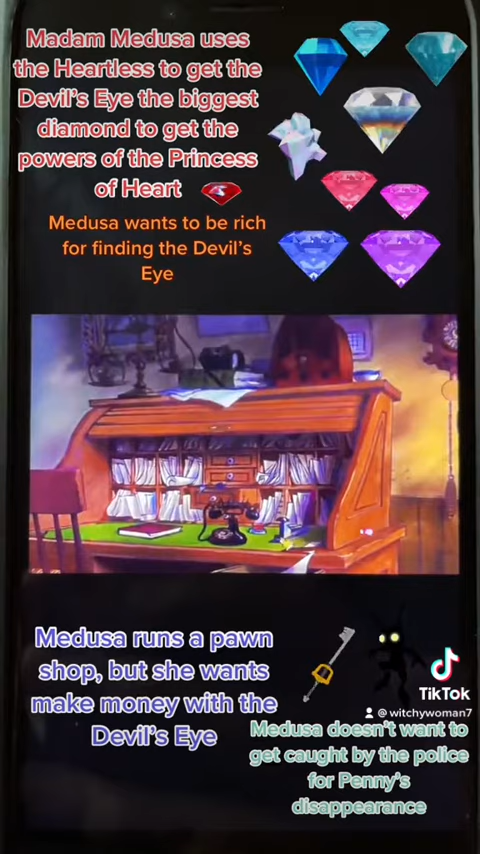 Madam Medusa uses
the Heartless to get the
Devil's Eye the biggest
diamond to get the
powers of the Princess
of Heart
Medusa wants to be rich
for finding the Devil's
Eye
Medusa runs a pawn
shop, but she wants
make money with the
Devil's Eye
TikTok
@witchywoman7
Medusa doesn't want to
get caught by the police
for Penny's
disappearance